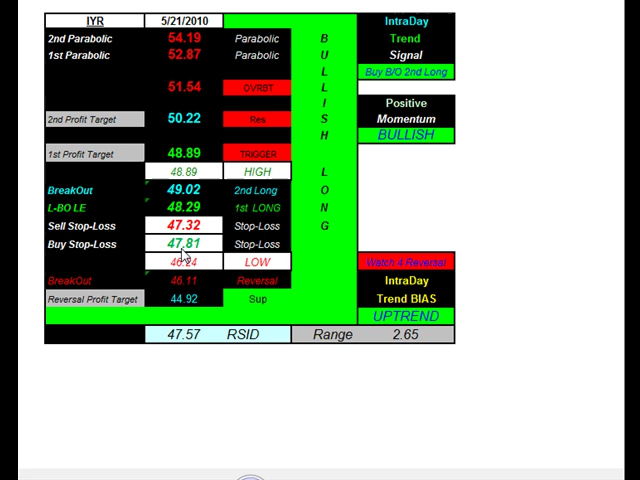 IYR 5/21/2010 IntraDay
2nd Parabolic 54.19 Parabolic B Trend
1st Parabolic 52.87 Parabolic U Signal
L Buy B/O 2nd Long
51.54 OVRBT L
I Positive
2nd Profit Target 50.22 Res S Momentum
H BULLISH
1st Profit Target 48.89 TRIGGER
48.89 HIGH L
BreakOut 49.02 2nd Long O
L-BO LE 48.29 1st LONG N
Sell Stop-Loss 47.32 Stop-Loss G
Buy Stop-Loss 47.81 Stop-Loss
46.24 LOW Watch 4 Reversal
BreakOut 46.11 Reversal IntraDay
Reversal Profit Target 44.92 Sup Trend BIAS
UPTREND
47.57 RSID Range 2.65